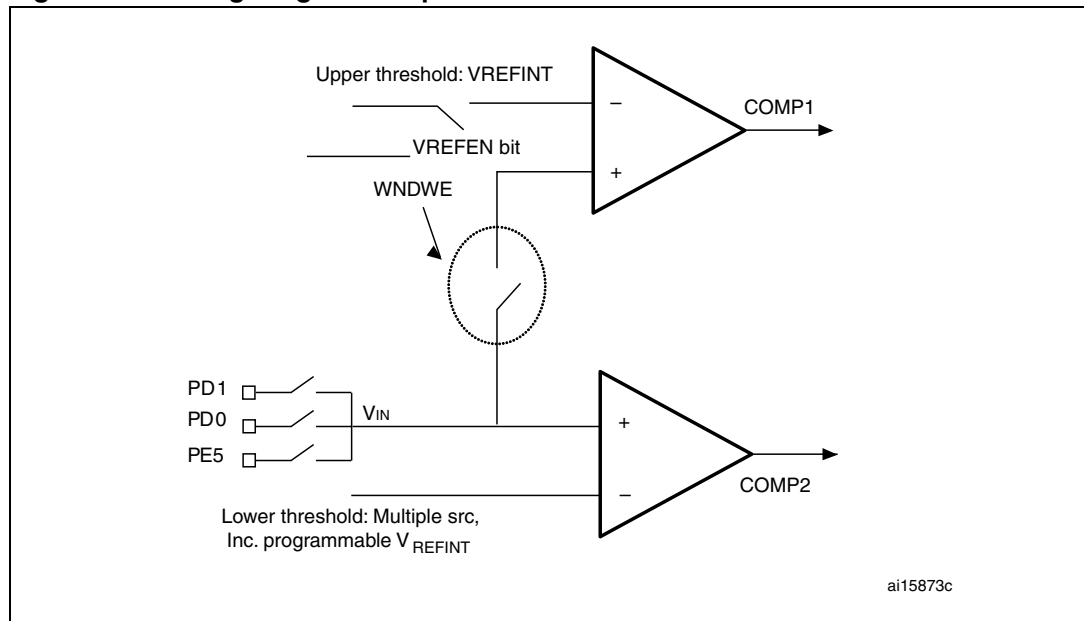 Upper threshold: VREFINT
COMP1
–
VREFEN bit
+
WNDWE
PD1
PD0
VIN
+
PE5
–
COMP2
Lower threshold: Multiple src,
Inc. programmable VREFINT
ai15873c